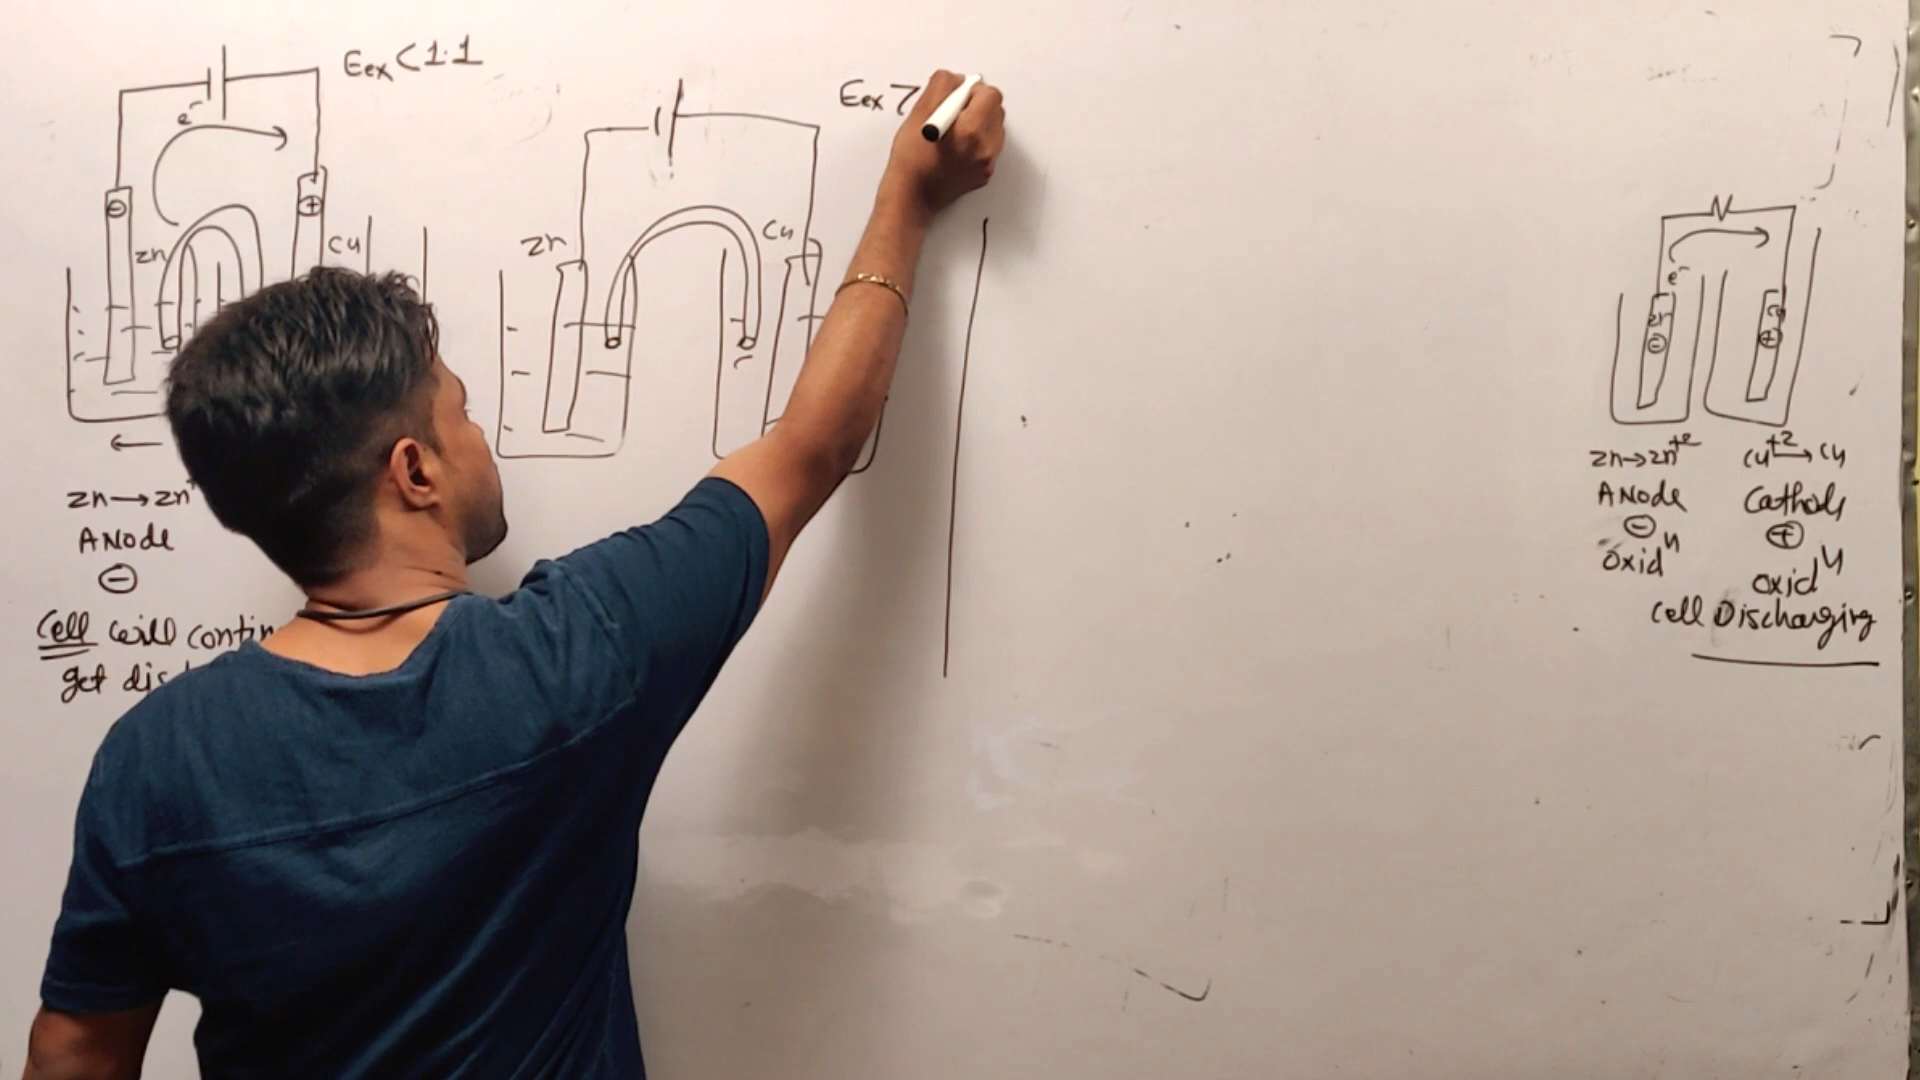 Eex < 1.1
e⁻
⊖
⊕
Zn
Cu
Zn → Zn⁺
ANode
⊖
Cell will contin
get dis
Eex >
Zn
Cu
e⁻
Zn
⊖
Cu
⊕
Zn → Zn⁺²
ANode
⊖
Oxidⁿ
Cu⁺² → Cu
Cathode
⊕
Oxidⁿ
Cell Discharging